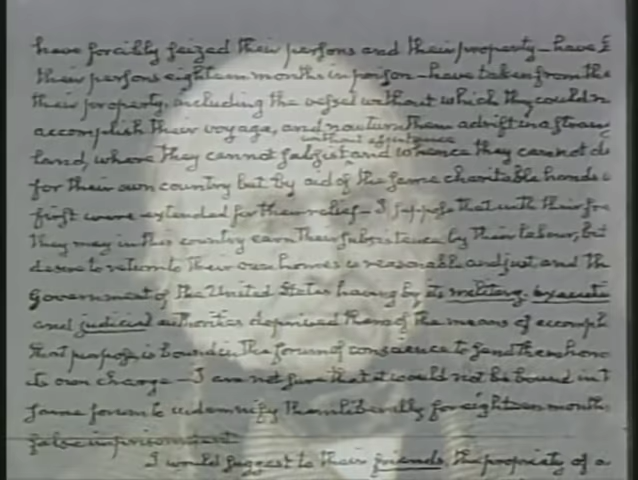 have forcibly seized their persons and their property – have
their persons eighteen months in prison – have taken from the
their property, including the vessel without which they could n
accomplish their voyage, and now turn them adrift in a strang
without assistance
land, where they cannot subsist and whence they cannot de
for their own country but by aid of the same charitable hands
first were extended for their relief – I suppose that with their fre
they may in this country earn their subsistence by their labour, but
desire to return to their own homes is reasonable and just and th
Government of the United States having by its military, executi
and judicial authorities deprived them of the means of accompl
that purpose, is bound in the forum of conscience to send them home
its own charge – I am not sure that it would not be bound in t
same forum to indemnify them liberally for eighteen months
false imprisonment
I would suggest to their friends, the propriety of a